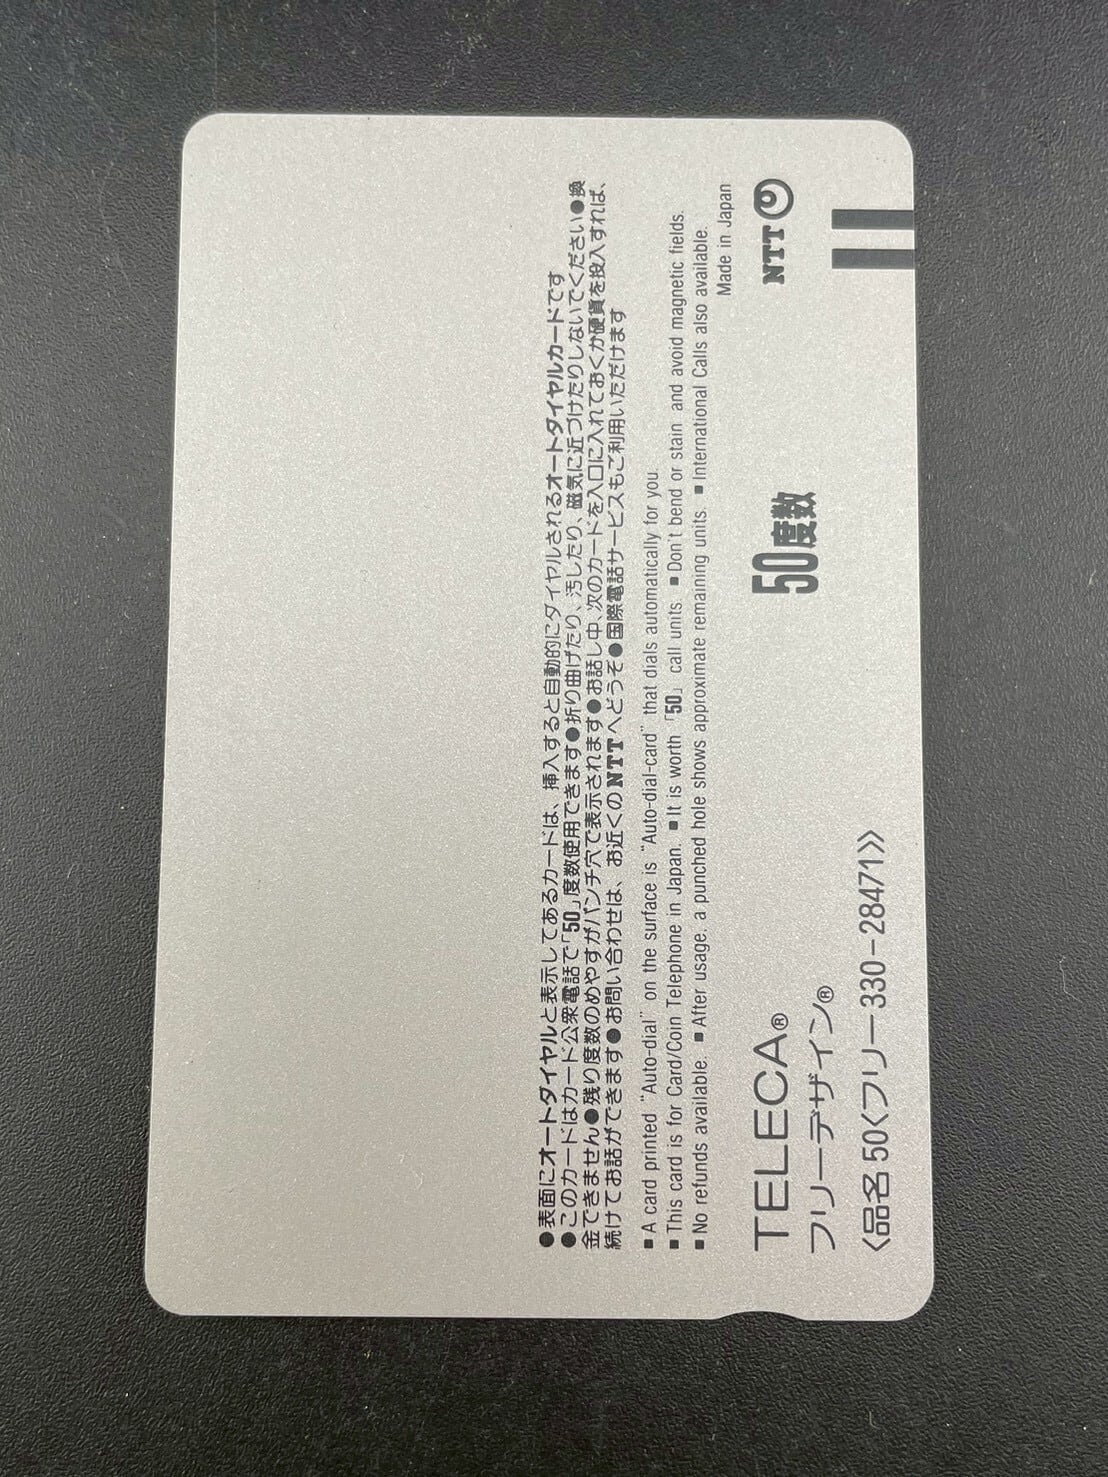 ●表面にオートダイヤルと表示してあるカードは、挿入すると自動的にダイヤルされるオートダイヤルカードです
●このカードはカード公衆電話で「50」度数使用できます●折り曲げたり、汚したり、磁気に近づけたりしないでください●換
金できません●残り度数のめやすがパンチ穴で表示されます●お話し中、次のカードを入口に入れておくか硬貨を投入すれば、
続けてお話ができます●お問い合わせは、お近くのNTTへどうぞ●国際電話サービスもご利用いただけます
■A card printed "Auto-dial" on the surface is "Auto-dial-card" that dials automatically for you.
■This card is for Card/Coin Telephone in Japan. ■It is worth「50」call units ■Don't bend or stain and avoid magnetic fields.
■No refunds available. ■After usage. a punched hole shows approximate remaining units. ■International Calls also available.
Made in Japan
TELECA®
フリーデザイン®
50度数
NTT
〈品名50〈フリー330-28471〉〉